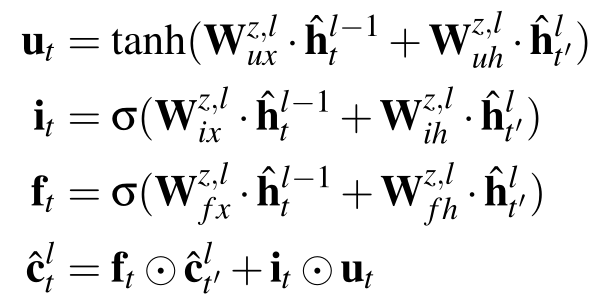 u_t = tanh(W_{ux}^{z,l} · ĥ_t^{l−1} + W_{uh}^{z,l} · ĥ_{t′}^l)
i_t = σ(W_{ix}^{z,l} · ĥ_t^{l−1} + W_{ih}^{z,l} · ĥ_{t′}^l)
f_t = σ(W_{fx}^{z,l} · ĥ_t^{l−1} + W_{fh}^{z,l} · ĥ_{t′}^l)
ĉ_t^l = f_t ⊙ ĉ_{t′}^l + i_t ⊙ u_t